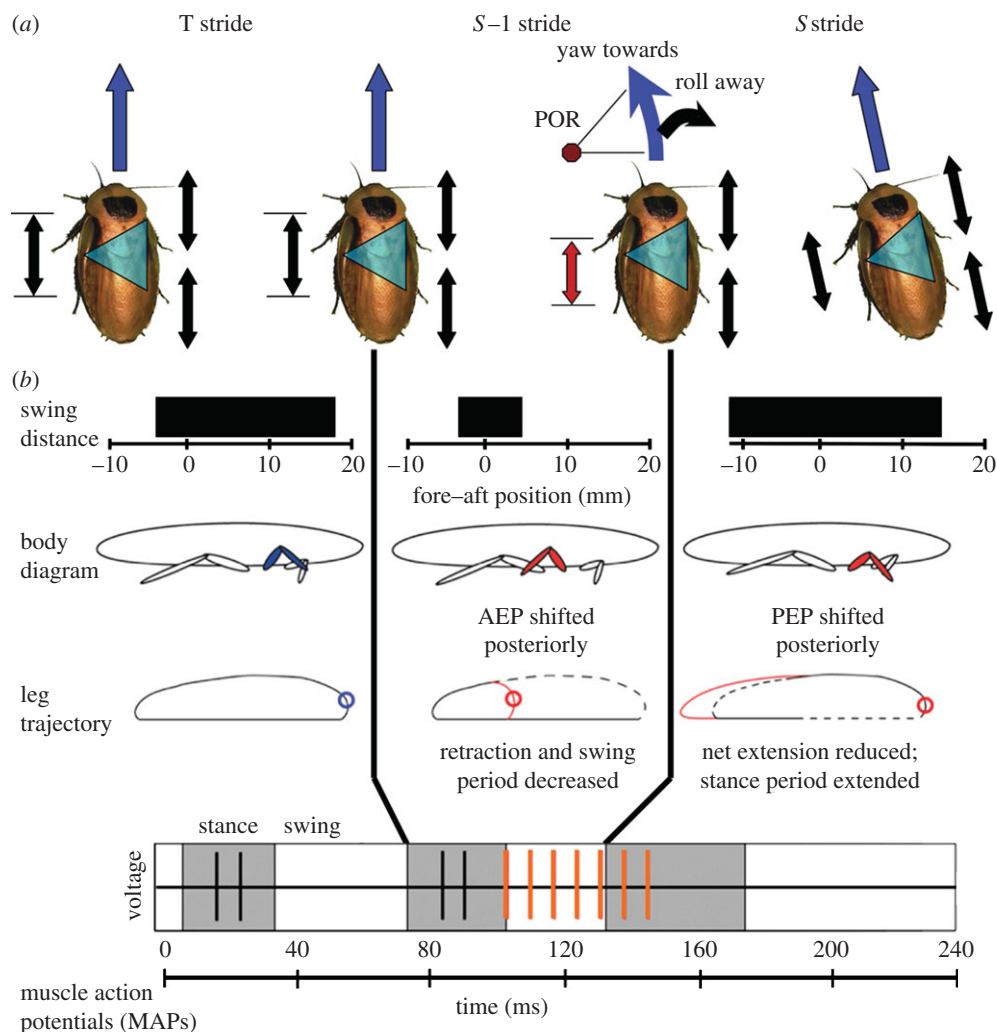 (a)
T stride
S–1 stride
S stride
yaw towards
roll away
POR
(b)
swing
distance
–10 0 10 20
–10 0 10 20
–10 0 10 20
fore–aft position (mm)
body
diagram
AEP shifted
posteriorly
PEP shifted
posteriorly
leg
trajectory
retraction and swing
period decreased
net extension reduced;
stance period extended
stance swing
voltage
0 40 80 120 160 200 240
muscle action
potentials (MAPs)
time (ms)